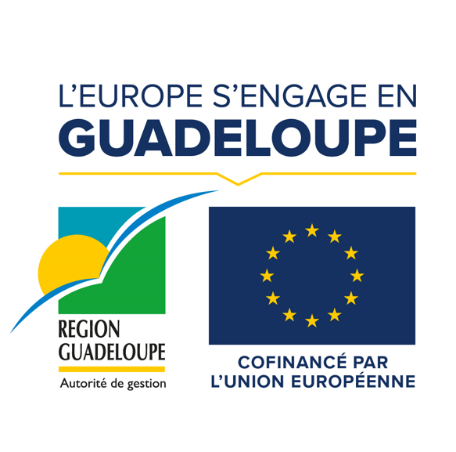 L'EUROPE S'ENGAGE EN
GUADELOUPE
REGION
GUADELOUPE
Autorité de gestion
COFINANCÉ PAR
L'UNION EUROPÉENNE